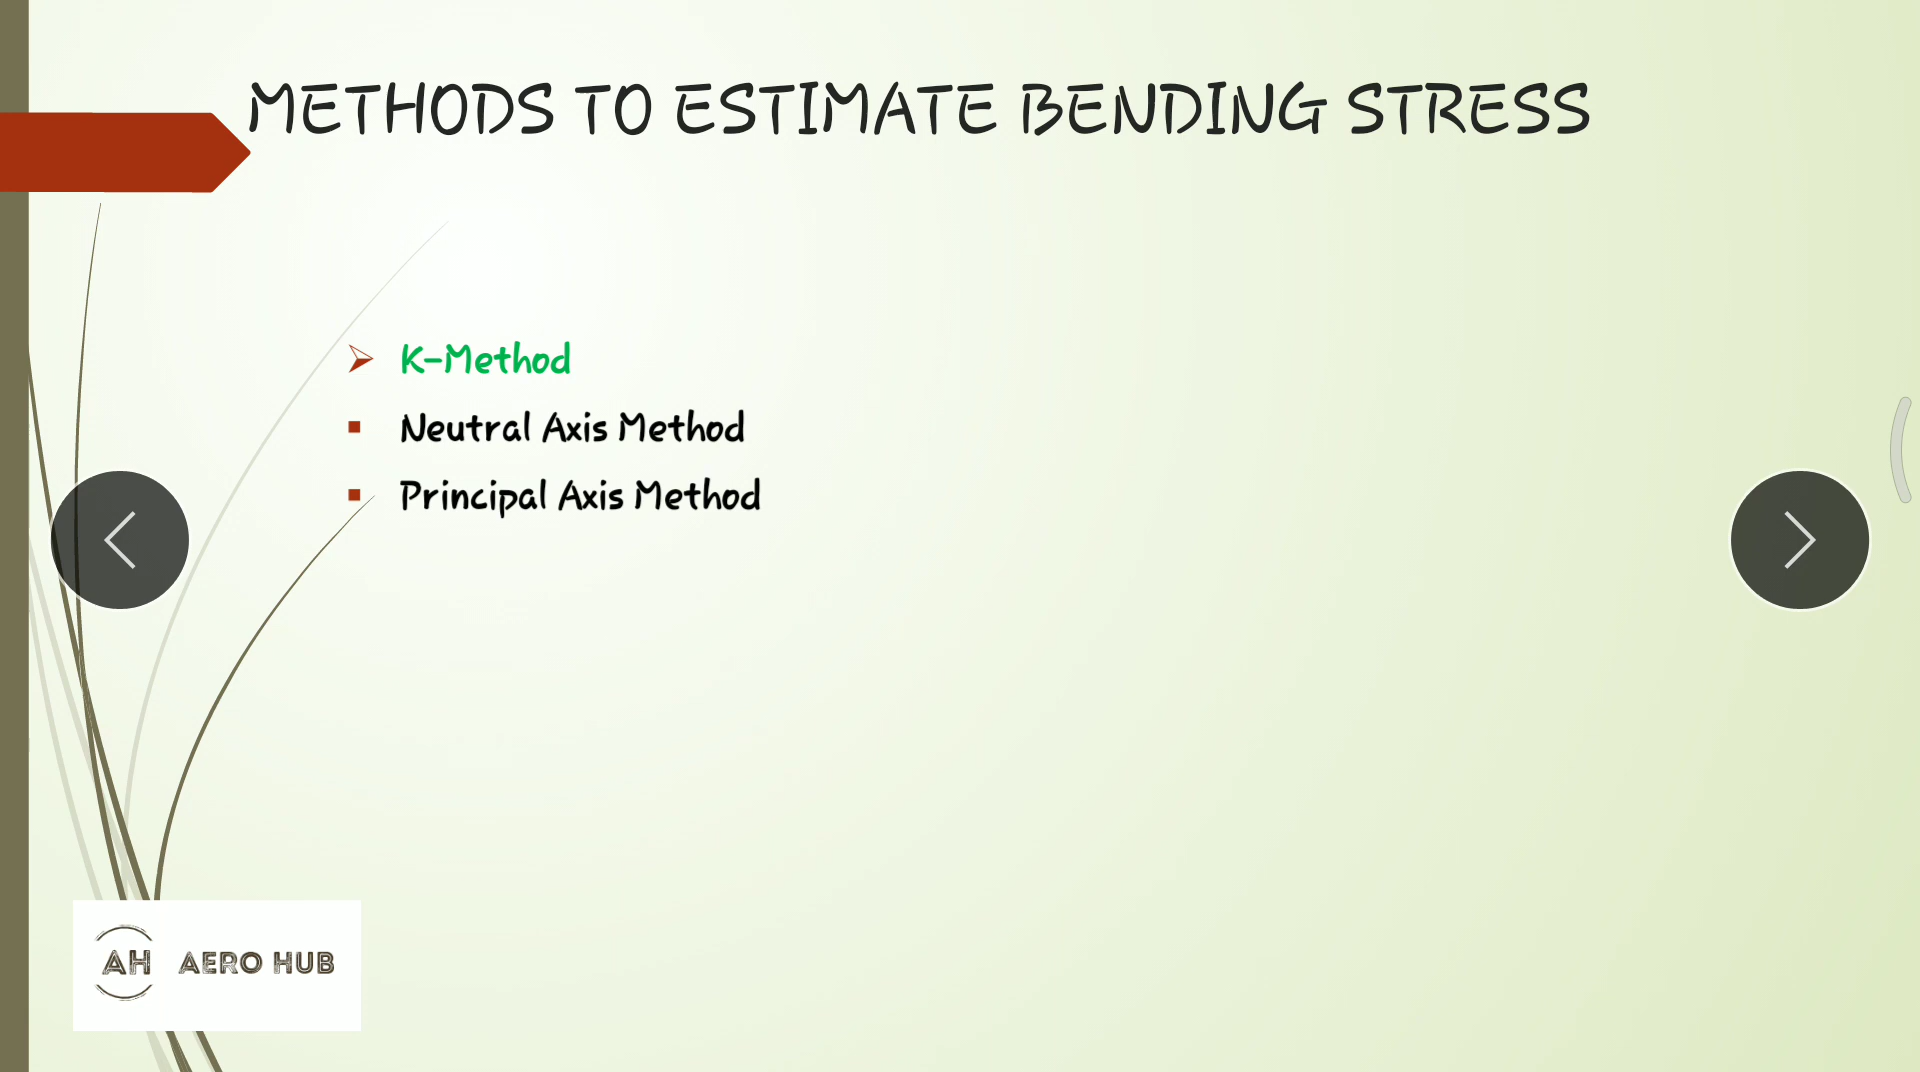 METHODS TO ESTIMATE BENDING STRESS
K-Method
Neutral Axis Method
Principal Axis Method
AH AERO HUB